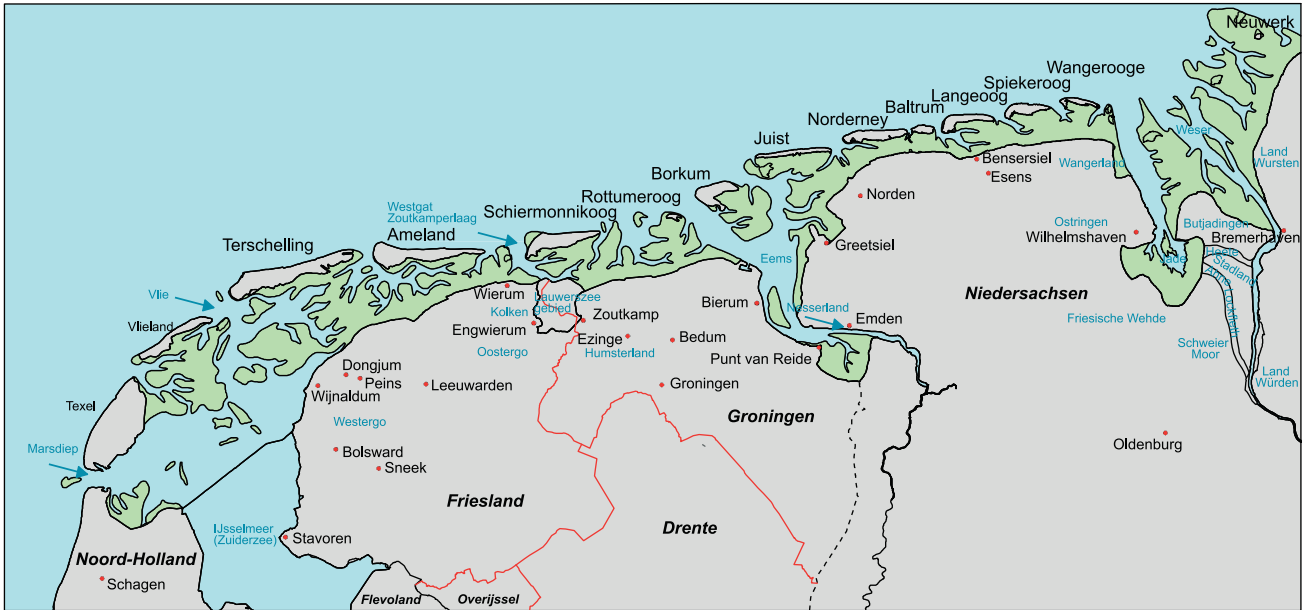 Neuwerk
Wangerooge
Spiekeroog
Langeoog
Baltrum
Norderney
Juist
Borkum
Rottumeroog
Schiermonnikoog
Westgat
Zoutkamperlaag
Ameland
Terschelling
Vlie
Vlieland
Texel
Marsdiep
Weser
Land
Wursten
Bensersiel
Esens
Wangerland
Norden
Ostringen
Wilhelmshaven
Butjadingen
Bremerhaven
Greetsiel
Eems
Jade
Stadland
Niedersachsen
Friesische Wehde
Schweier
Moor
Land
Würden
Oldenburg
Nesserland
Emden
Bierum
Punt van Reide
Wierum
Lauwerszee
gebied
Kolken
Engwierum
Oostergo
Zoutkamp
Ezinge
Humsterland
Bedum
Groningen
Groningen
Dongjum
Peins
Wijnaldum
Leeuwarden
Westergo
Bolsward
Sneek
Friesland
Drente
IJsselmeer
(Zuiderzee)
Stavoren
Noord-Holland
Schagen
Flevoland
Overijssel